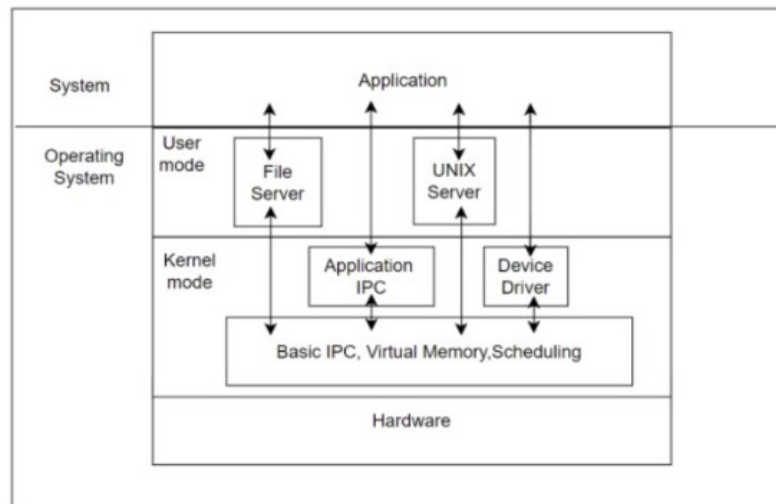 System
Application
Operating
System
User
mode
File
Server
UNIX
Server
Kernel
mode
Application
IPC
Device
Driver
Basic IPC, Virtual Memory,Scheduling
Hardware